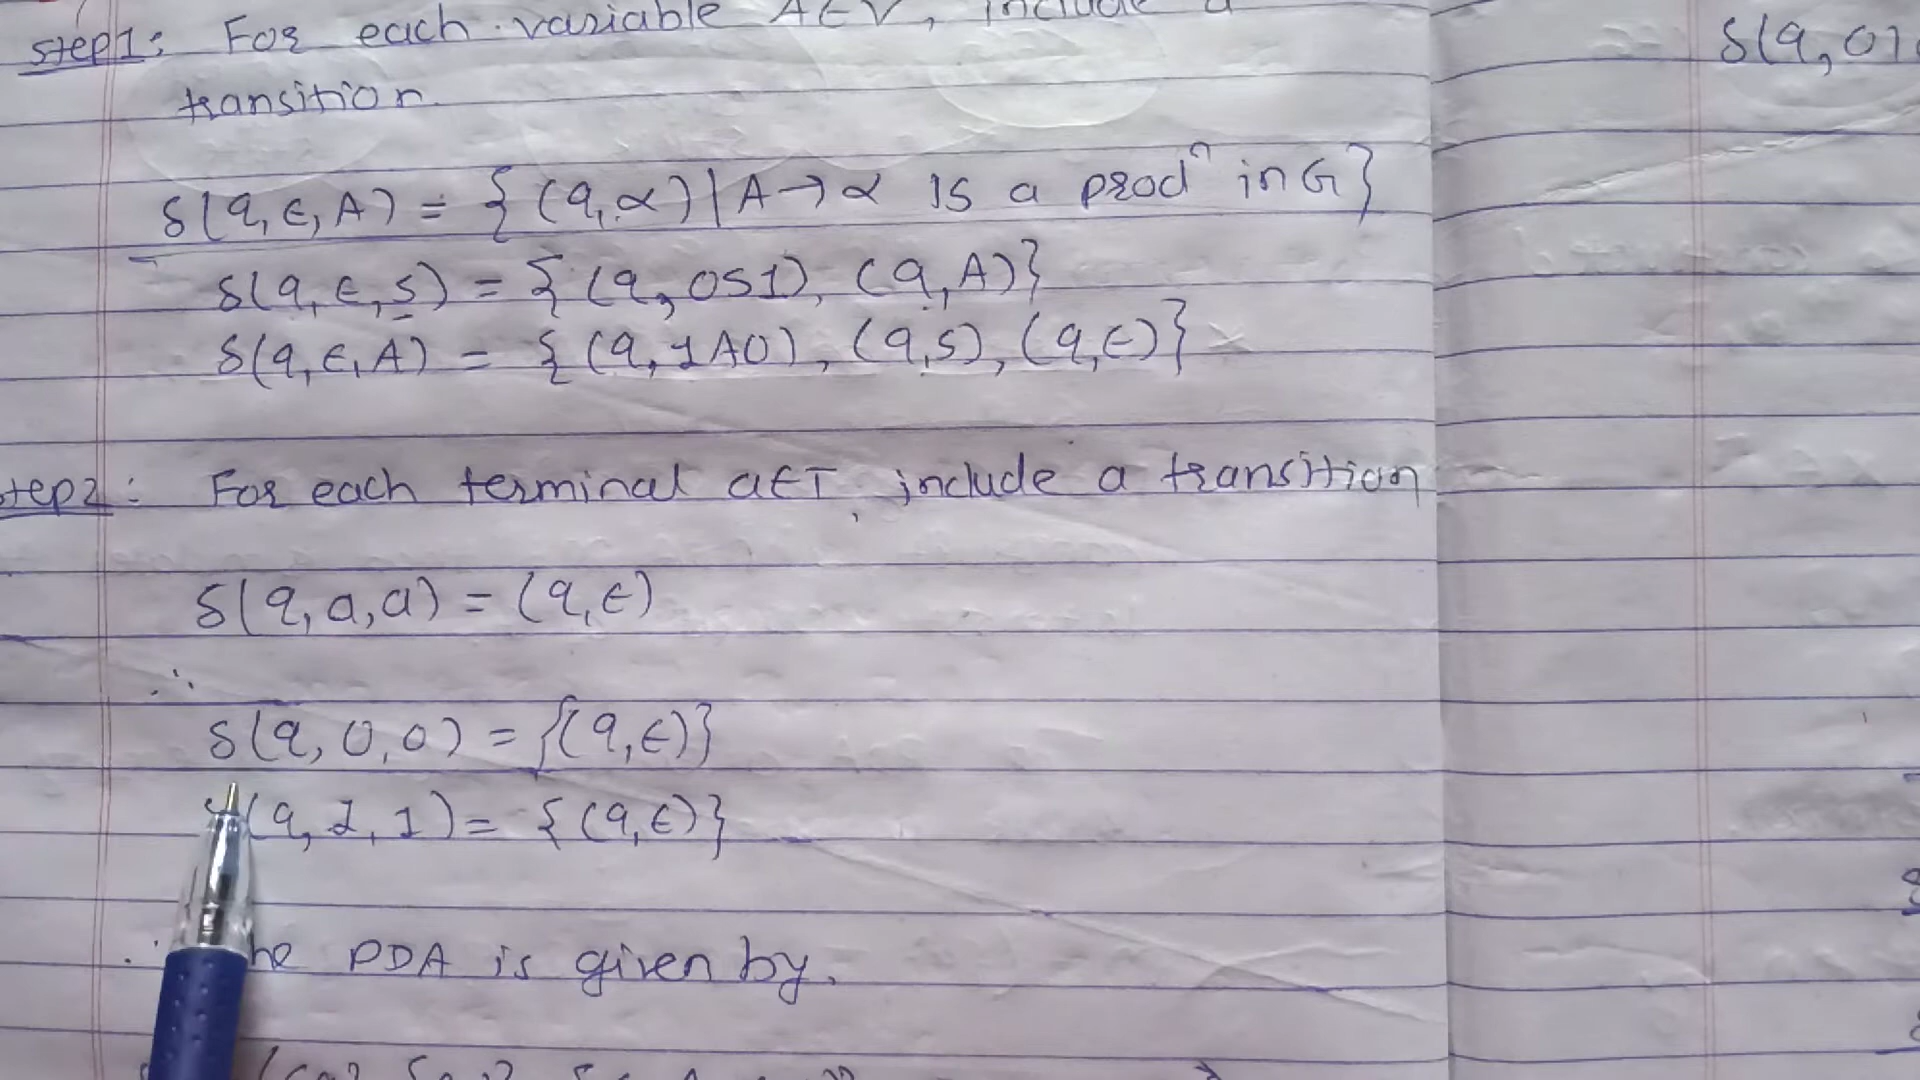 step1: For each variable A∈V, include a
transition.
δ(q,ε,A) = {(q,α)|A→α is a prodⁿ in G}
δ(q,ε,S) = {(q,0S1), (q,A)}
δ(q,ε,A) = {(q,1A0), (q,S), (q,ε)}
step2: For each terminal a∈T, include a transition
δ(q,a,a) = (q,ε)
∴
δ(q,0,0) = {(q,ε)}
(q,1,1) = {(q,ε)}
he PDA is given by.
δ(q,0